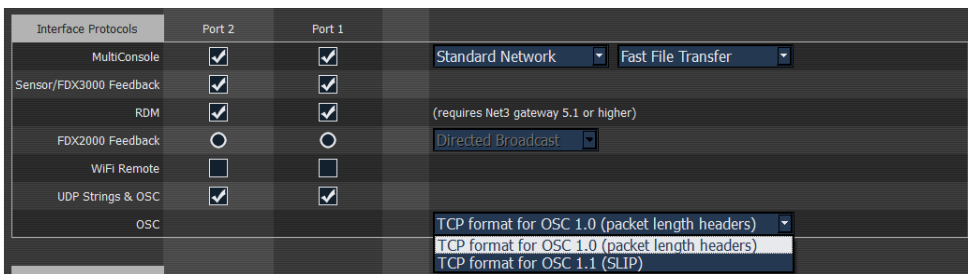 Interface Protocols Port 2 Port 1
MultiConsole Standard Network Fast File Transfer
Sensor/FDX3000 Feedback
RDM (requires Net3 gateway 5.1 or higher)
FDX2000 Feedback Directed Broadcast
WiFi Remote
UDP Strings & OSC
OSC TCP format for OSC 1.0 (packet length headers)
TCP format for OSC 1.0 (packet length headers)
TCP format for OSC 1.1 (SLIP)